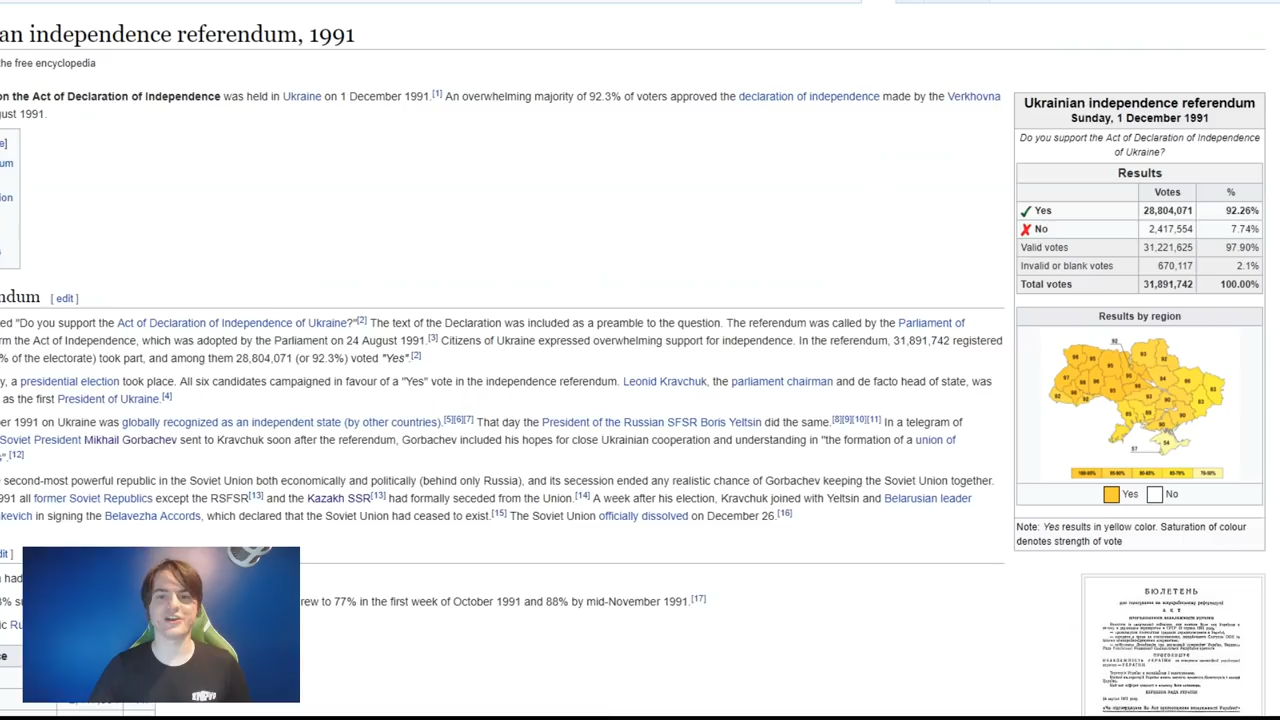 an independence referendum, 1991
the free encyclopedia
on the Act of Declaration of Independence was held in Ukraine on 1 December 1991.[1] An overwhelming majority of 92.3% of voters approved the declaration of independence made by the Verkhovna
gust 1991.
e]
um
ion
Ukrainian independence referendum
Sunday, 1 December 1991
Do you support the Act of Declaration of Independence
of Ukraine?
Results
Votes %
Yes 28,804,071 92.26%
No 2,417,554 7.74%
Valid votes 31,221,625 97.90%
Invalid or blank votes 670,117 2.1%
Total votes 31,891,742 100.00%
Results by region
Yes No
Note: Yes results in yellow color. Saturation of colour
denotes strength of vote
ndum [ edit ]
ed "Do you support the Act of Declaration of Independence of Ukraine?"[2] The text of the Declaration was included as a preamble to the question. The referendum was called by the Parliament of
rm the Act of Independence, which was adopted by the Parliament on 24 August 1991.[3] Citizens of Ukraine expressed overwhelming support for independence. In the referendum, 31,891,742 registered
% of the electorate) took part, and among them 28,804,071 (or 92.3%) voted "Yes".[2]
y, a presidential election took place. All six candidates campaigned in favour of a "Yes" vote in the independence referendum. Leonid Kravchuk, the parliament chairman and de facto head of state, was
as the first President of Ukraine.[4]
er 1991 on Ukraine was globally recognized as an independent state (by other countries).[5][6][7] That day the President of the Russian SFSR Boris Yeltsin did the same.[8][9][10][11] In a telegram of
Soviet President Mikhail Gorbachev sent to Kravchuk soon after the referendum, Gorbachev included his hopes for close Ukrainian cooperation and understanding in "the formation of a union of
s".[12]
e second-most powerful republic in the Soviet Union both economically and politically (behind only Russia), and its secession ended any realistic chance of Gorbachev keeping the Soviet Union together.
991 all former Soviet Republics except the RSFSR[13] and the Kazakh SSR[13] had formally seceded from the Union.[14] A week after his election, Kravchuk joined with Yeltsin and Belarusian leader
kevich in signing the Belavezha Accords, which declared that the Soviet Union had ceased to exist.[15] The Soviet Union officially dissolved on December 26.[16]
dit ]
n had
% su
rew to 77% in the first week of October 1991 and 88% by mid-November 1991.[17]
ic Ru
ce
БЮЛЕТЕНЬ
АКТ